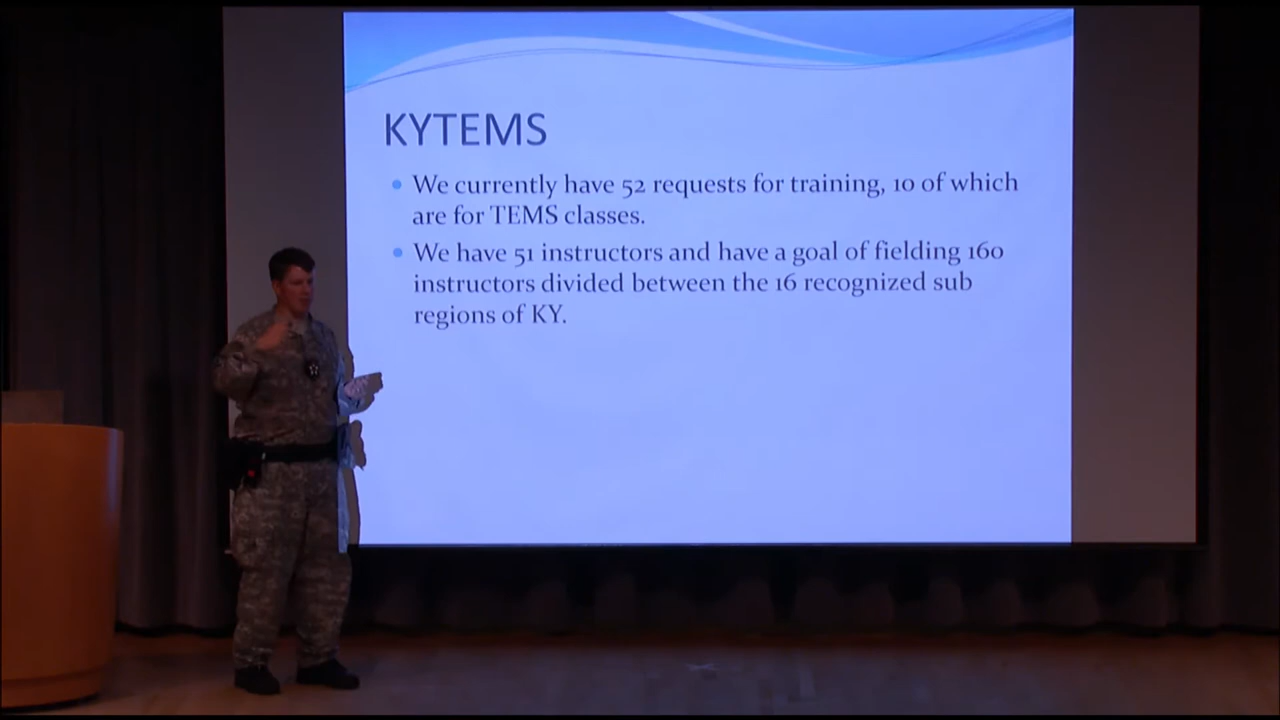 KYTEMS
We currently have 52 requests for training, 10 of which
are for TEMS classes.
We have 51 instructors and have a goal of fielding 160
instructors divided between the 16 recognized sub
regions of KY.